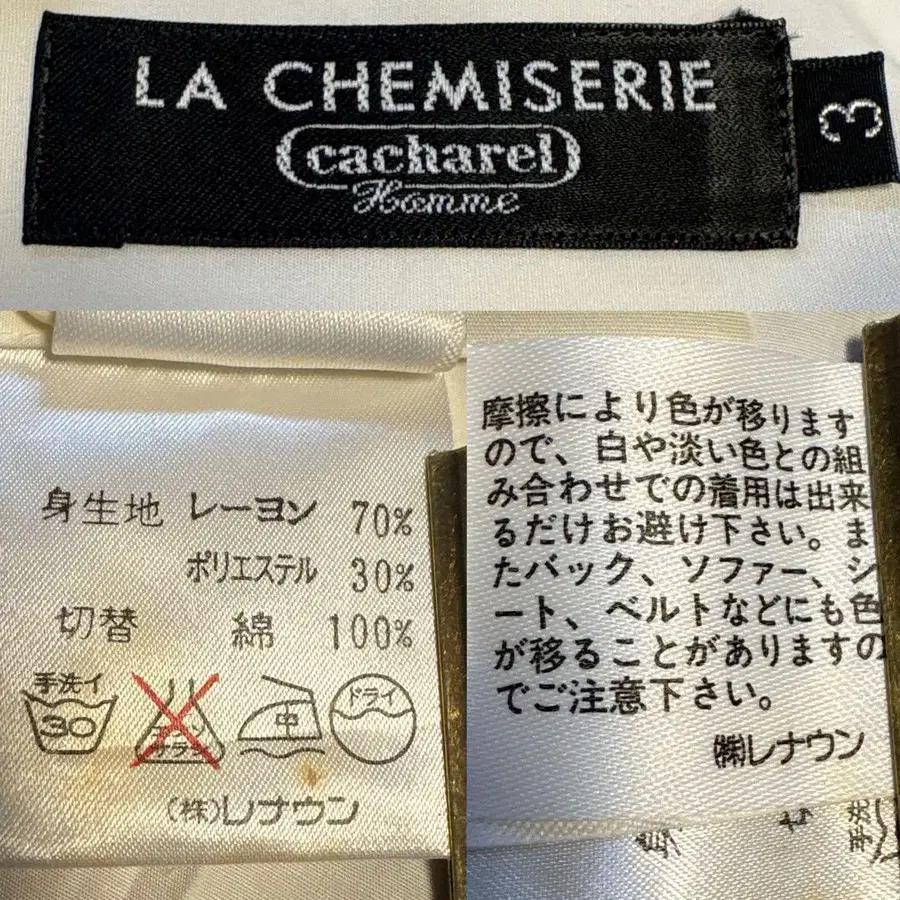 LA CHEMISERIE
cacharel
Homme
3
身生地 レーヨン 70%
ポリエステル 30%
切替 綿 100%
手洗イ
30
エンソ
サラシ
中
ドライ
(株)レナウン
摩擦により色が移ります
ので、白や淡い色との組
み合わせでの着用は出来
るだけお避け下さい。ま
たバック、ソファー、シ
ート、ベルトなどにも色
が移ることがありますの
でご注意下さい。
㈱レナウン
手洗